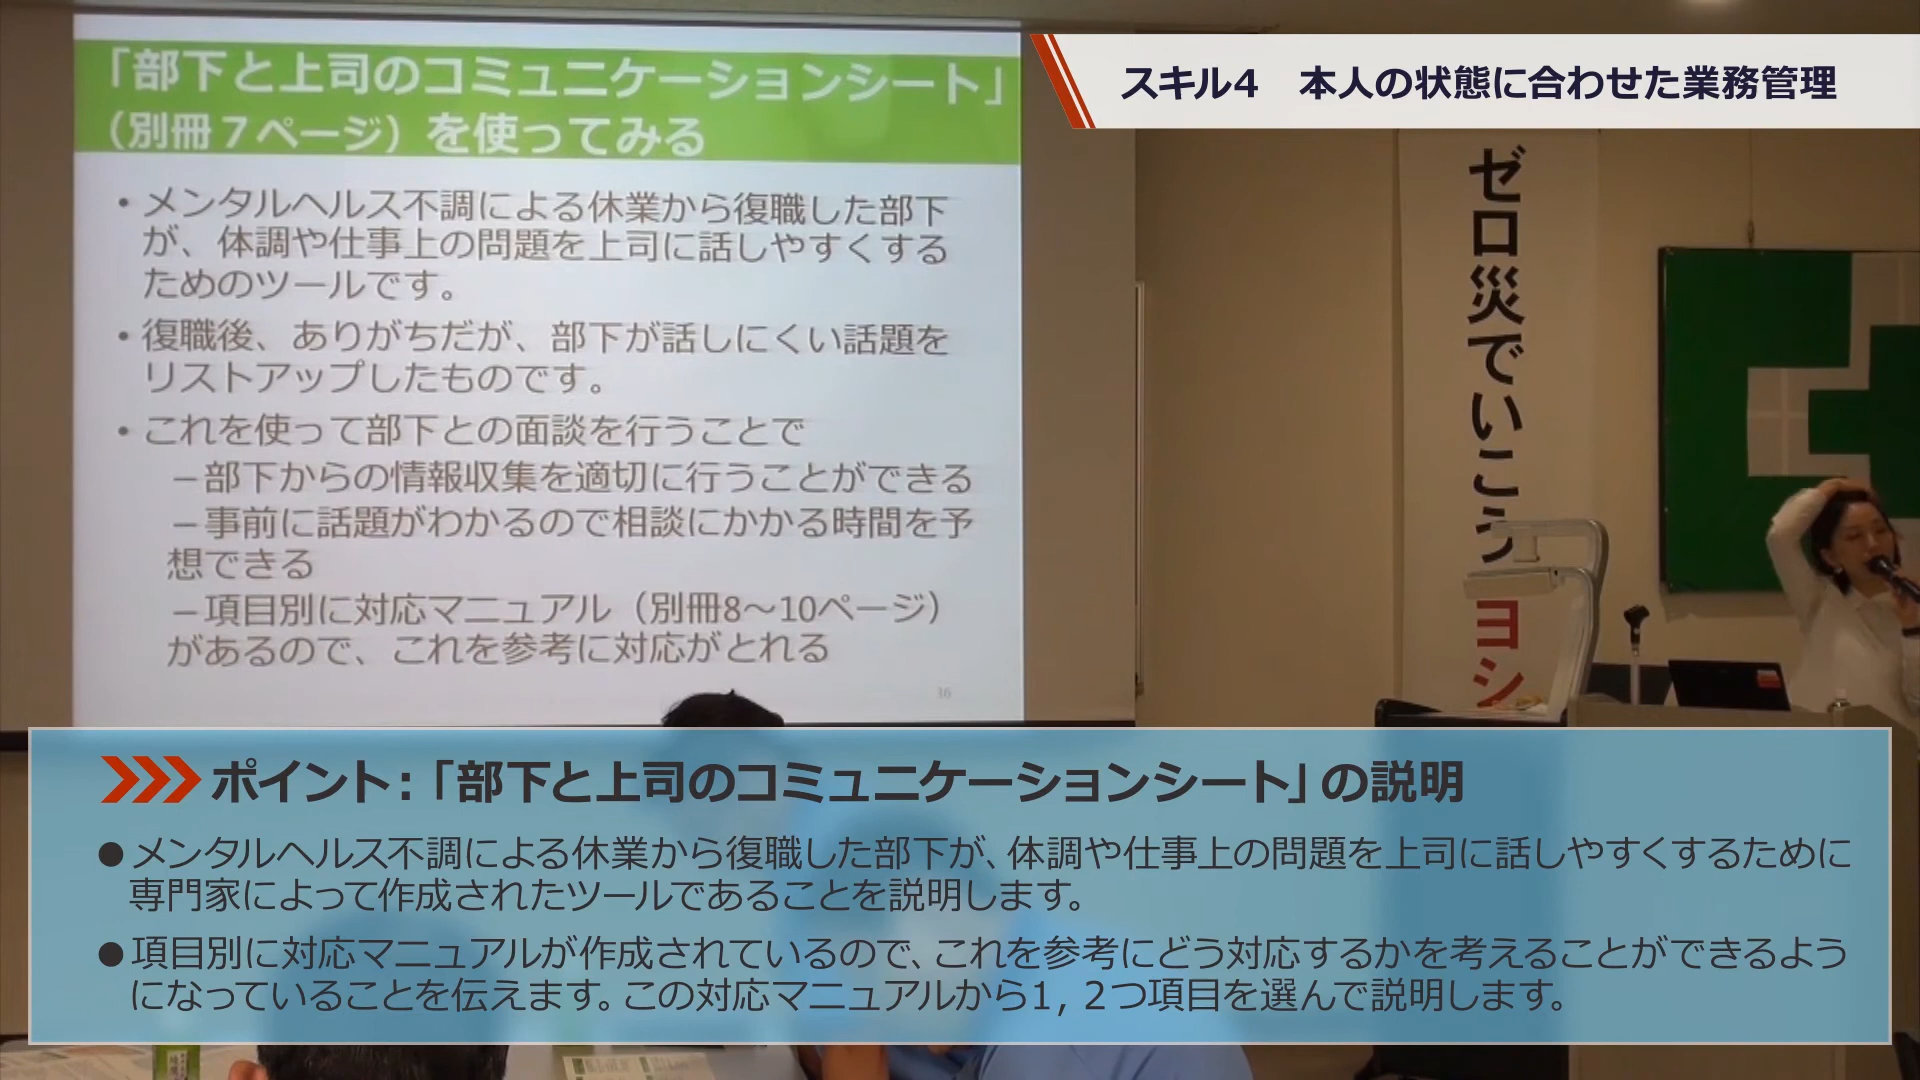 「部下と上司のコミュニケーションシート」
（別冊７ページ）を使ってみる
スキル4　本人の状態に合わせた業務管理
・メンタルヘルス不調による休業から復職した部下
が、体調や仕事上の問題を上司に話しやすくする
ためのツールです。
・復職後、ありがちだが、部下が話しにくい話題を
リストアップしたものです。
・これを使って部下との面談を行うことで
－部下からの情報収集を適切に行うことができる
－事前に話題がわかるので相談にかかる時間を予
想できる
－項目別に対応マニュアル（別冊8～10ページ）
があるので、これを参考に対応がとれる
36
ゼロ災でいこうヨシ
ポイント：「部下と上司のコミュニケーションシート」の説明
●メンタルヘルス不調による休業から復職した部下が、体調や仕事上の問題を上司に話しやすくするために
専門家によって作成されたツールであることを説明します。
●項目別に対応マニュアルが作成されているので、これを参考にどう対応するかを考えることができるよう
になっていることを伝えます。この対応マニュアルから1，２つ項目を選んで説明します。